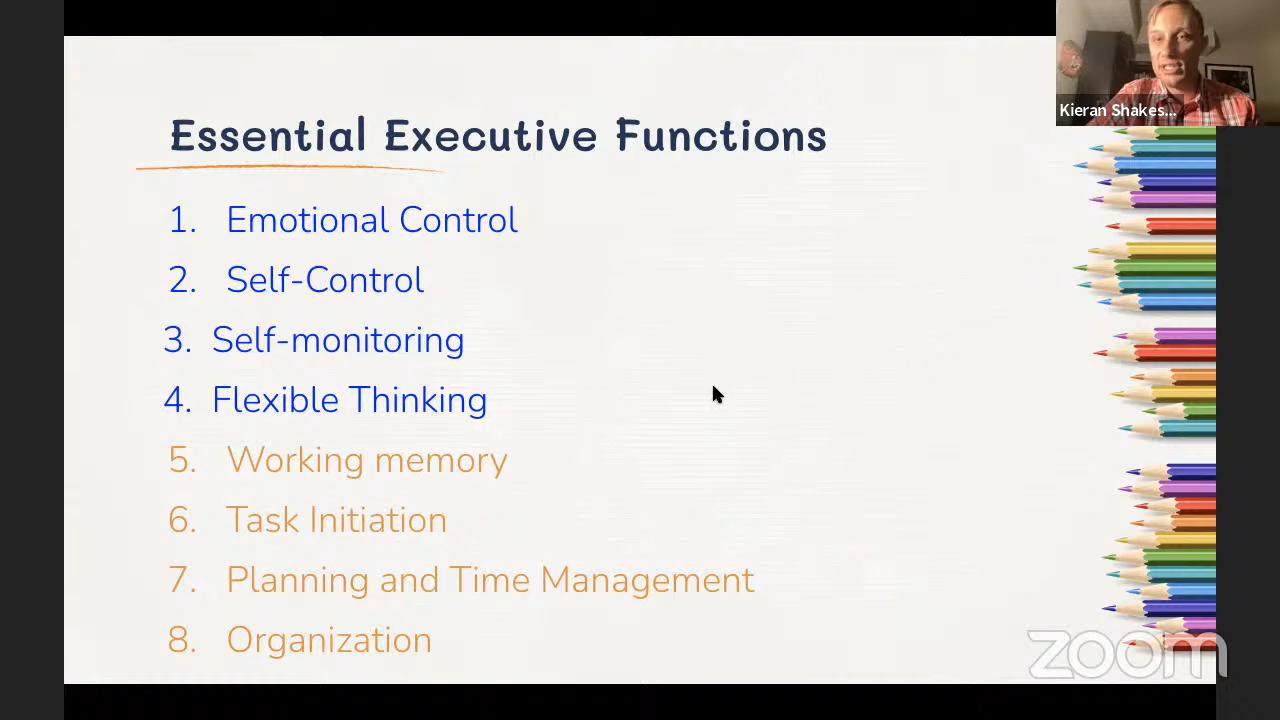 Essential Executive Functions
Kieran Shakes...
1. Emotional Control
2. Self-Control
3. Self-monitoring
4. Flexible Thinking
5. Working memory
6. Task Initiation
7. Planning and Time Management
8. Organization
zoom